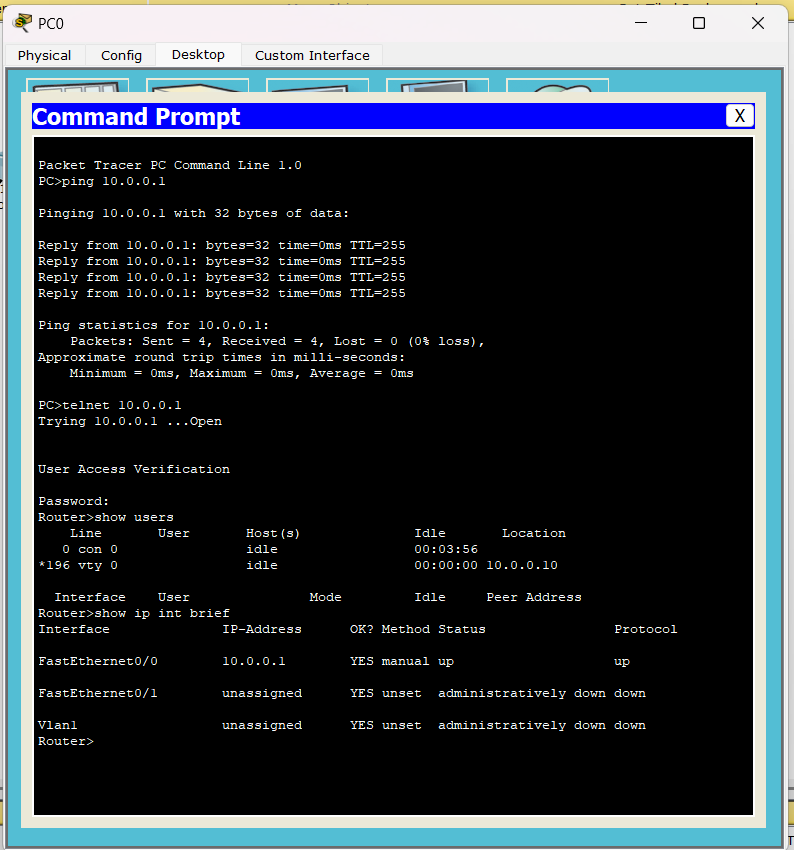 PC0
Physical Config Desktop Custom Interface
Command Prompt X
Packet Tracer PC Command Line 1.0
PC>ping 10.0.0.1
Pinging 10.0.0.1 with 32 bytes of data:
Reply from 10.0.0.1: bytes=32 time=0ms TTL=255
Reply from 10.0.0.1: bytes=32 time=0ms TTL=255
Reply from 10.0.0.1: bytes=32 time=0ms TTL=255
Reply from 10.0.0.1: bytes=32 time=0ms TTL=255
Ping statistics for 10.0.0.1:
Packets: Sent = 4, Received = 4, Lost = 0 (0% loss),
Approximate round trip times in milli-seconds:
Minimum = 0ms, Maximum = 0ms, Average = 0ms
PC>telnet 10.0.0.1
Trying 10.0.0.1 ...Open
User Access Verification
Password:
Router>show users
Line User Host(s) Idle Location
0 con 0 idle 00:03:56
*196 vty 0 idle 00:00:00 10.0.0.10
Interface User Mode Idle Peer Address
Router>show ip int brief
Interface IP-Address OK? Method Status Protocol
FastEthernet0/0 10.0.0.1 YES manual up up
FastEthernet0/1 unassigned YES unset administratively down down
Vlan1 unassigned YES unset administratively down down
Router>